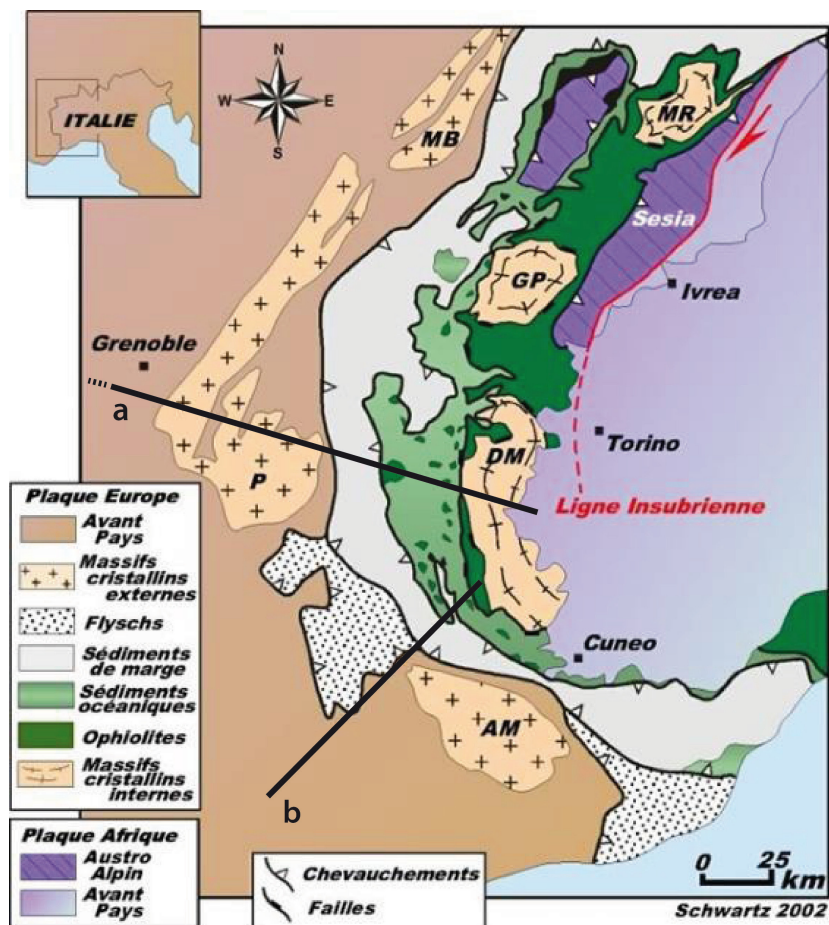 ITALIE
N
W
E
S
MB
MR
Sesia
GP
Ivrea
Grenoble
a
P
DM
Torino
Ligne Insubrienne
Cuneo
AM
b
Plaque Europe
Avant
Pays
Massifs
cristallins
externes
Flyschs
Sédiments
de marge
Sédiments
océaniques
Ophiolites
Massifs
cristallins
internes
Plaque Afrique
Austro
Alpin
Avant
Pays
Chevauchements
Failles
0 25
km
Schwartz 2002